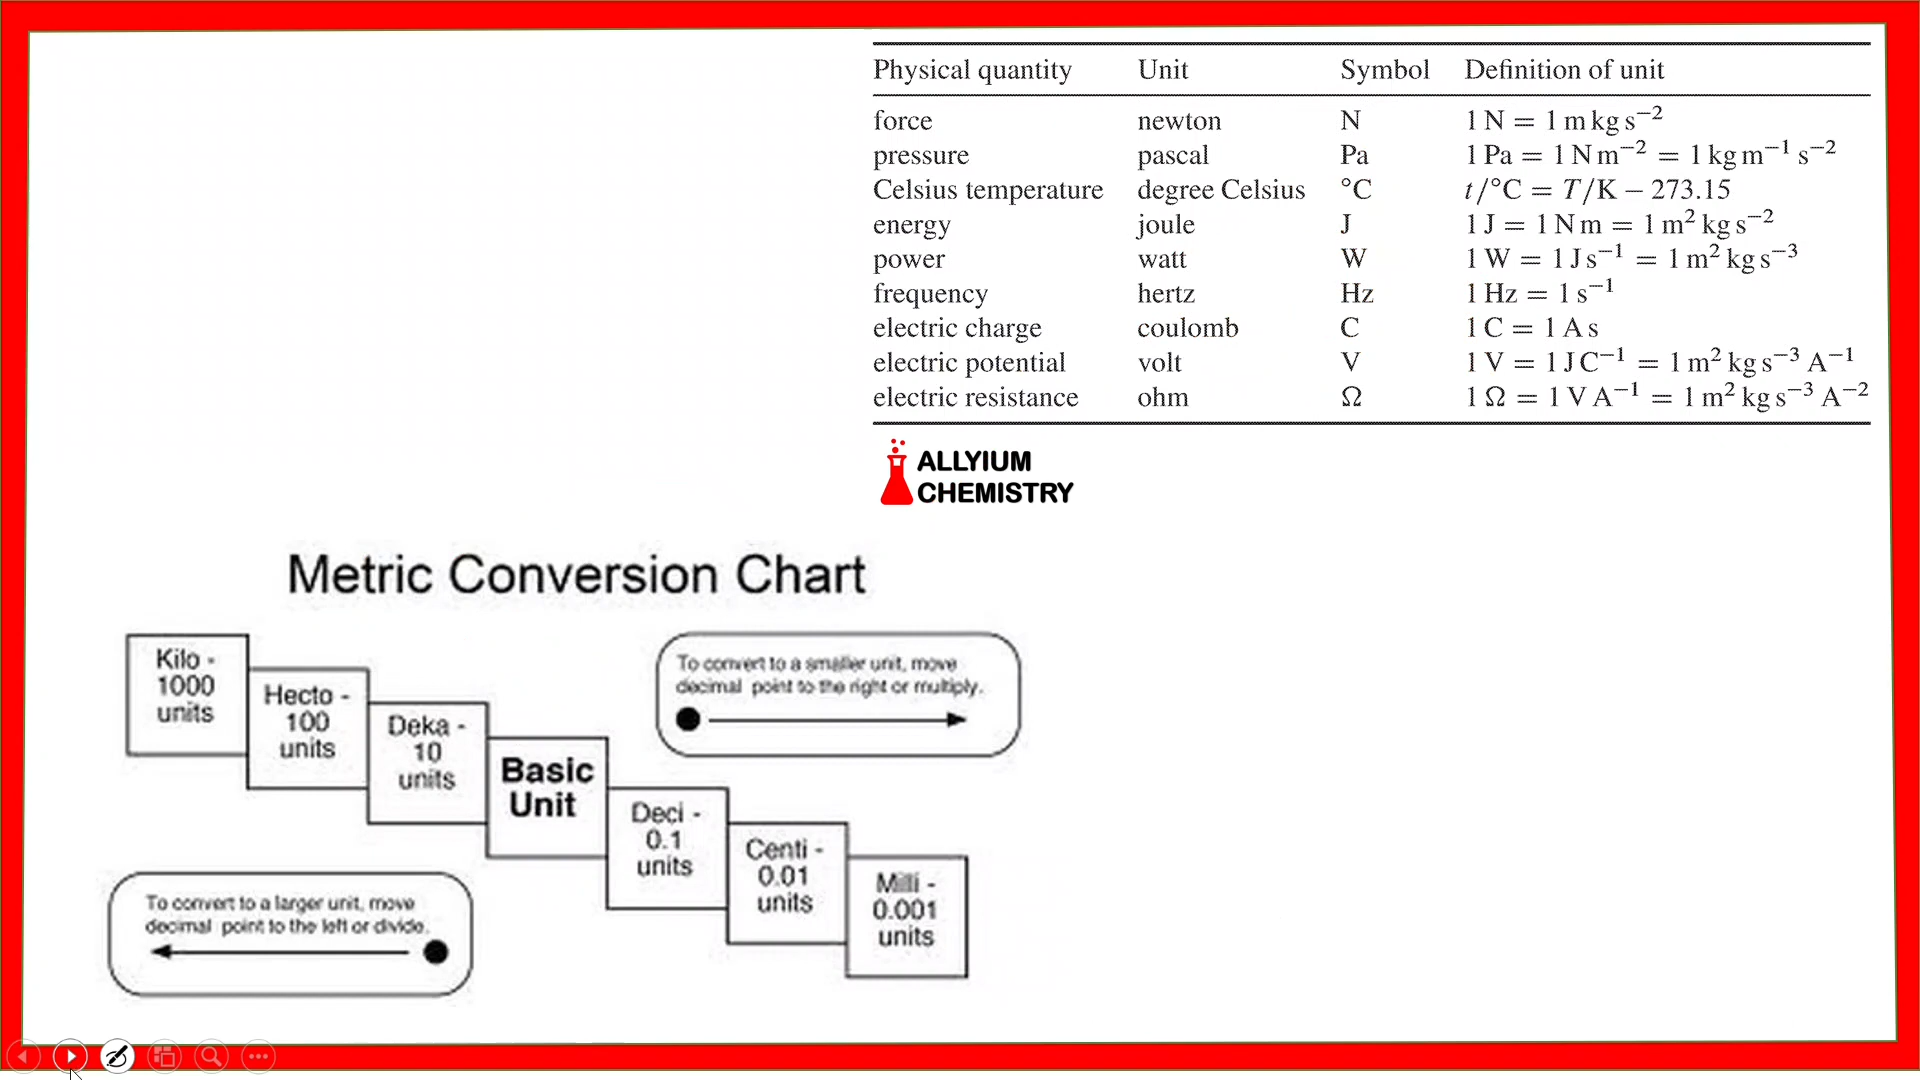 Physical quantity Unit Symbol Definition of unit
force newton N 1 N = 1 m kg s⁻²
pressure pascal Pa 1 Pa = 1 N m⁻² = 1 kg m⁻¹ s⁻²
Celsius temperature degree Celsius °C t/°C = T/K − 273.15
energy joule J 1 J = 1 N m = 1 m² kg s⁻²
power watt W 1 W = 1 J s⁻¹ = 1 m² kg s⁻³
frequency hertz Hz 1 Hz = 1 s⁻¹
electric charge coulomb C 1 C = 1 A s
electric potential volt V 1 V = 1 J C⁻¹ = 1 m² kg s⁻³ A⁻¹
electric resistance ohm Ω 1 Ω = 1 V A⁻¹ = 1 m² kg s⁻³ A⁻²
ALLYIUM
CHEMISTRY
Metric Conversion Chart
Kilo -
1000
units
Hecto -
100
units
Deka -
10
units
Basic
Unit
Deci -
0.1
units
Centi -
0.01
units
Milli -
0.001
units
To convert to a smaller unit, move
decimal point to the right or multiply.
To convert to a larger unit, move
decimal point to the left or divide.